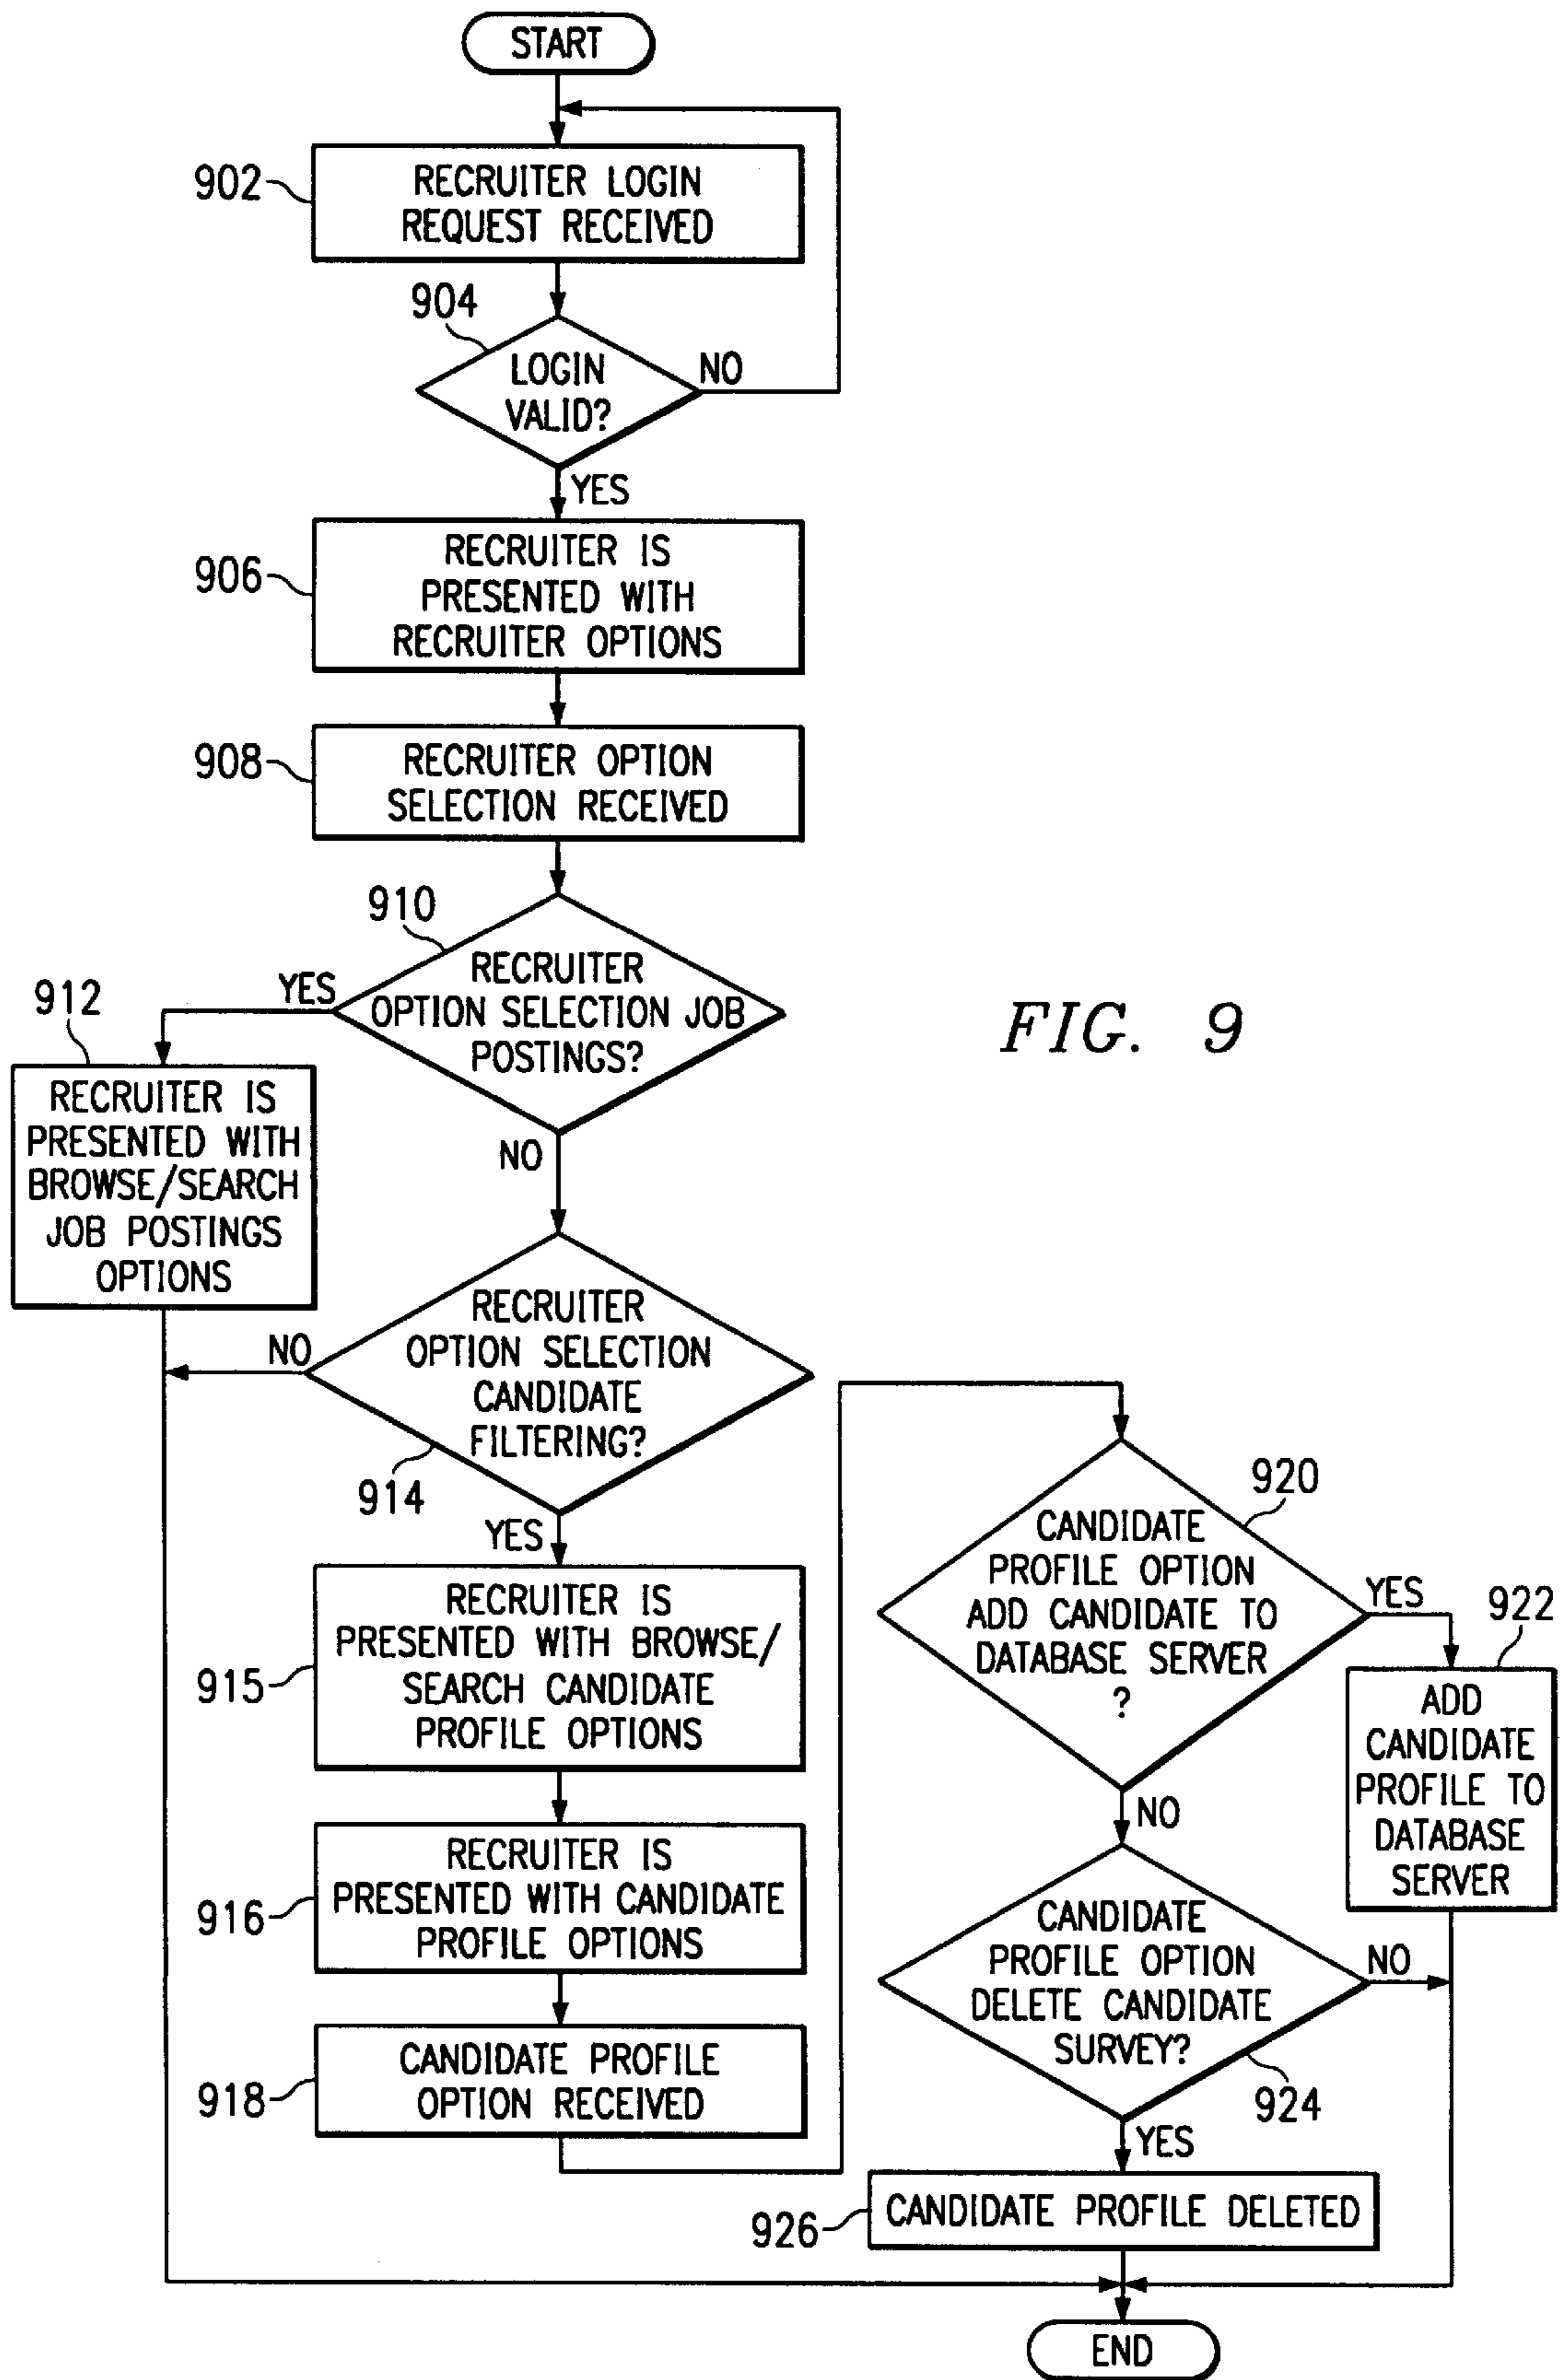 START
902
RECRUITER LOGIN
REQUEST RECEIVED
904
LOGIN
VALID?
NO
YES
906
RECRUITER IS
PRESENTED WITH
RECRUITER OPTIONS
908
RECRUITER OPTION
SELECTION RECEIVED
910
RECRUITER
OPTION SELECTION JOB
POSTINGS?
YES
NO
912
RECRUITER IS
PRESENTED WITH
BROWSE/SEARCH
JOB POSTINGS
OPTIONS
FIG. 9
RECRUITER
OPTION SELECTION
CANDIDATE
FILTERING?
NO
914
YES
915
RECRUITER IS
PRESENTED WITH BROWSE/
SEARCH CANDIDATE
PROFILE OPTIONS
916
RECRUITER IS
PRESENTED WITH CANDIDATE
PROFILE OPTIONS
918
CANDIDATE PROFILE
OPTION RECEIVED
920
CANDIDATE
PROFILE OPTION
ADD CANDIDATE TO
DATABASE SERVER
?
YES
NO
922
ADD
CANDIDATE
PROFILE TO
DATABASE
SERVER
CANDIDATE
PROFILE OPTION
DELETE CANDIDATE
SURVEY?
NO
924
YES
926
CANDIDATE PROFILE DELETED
END